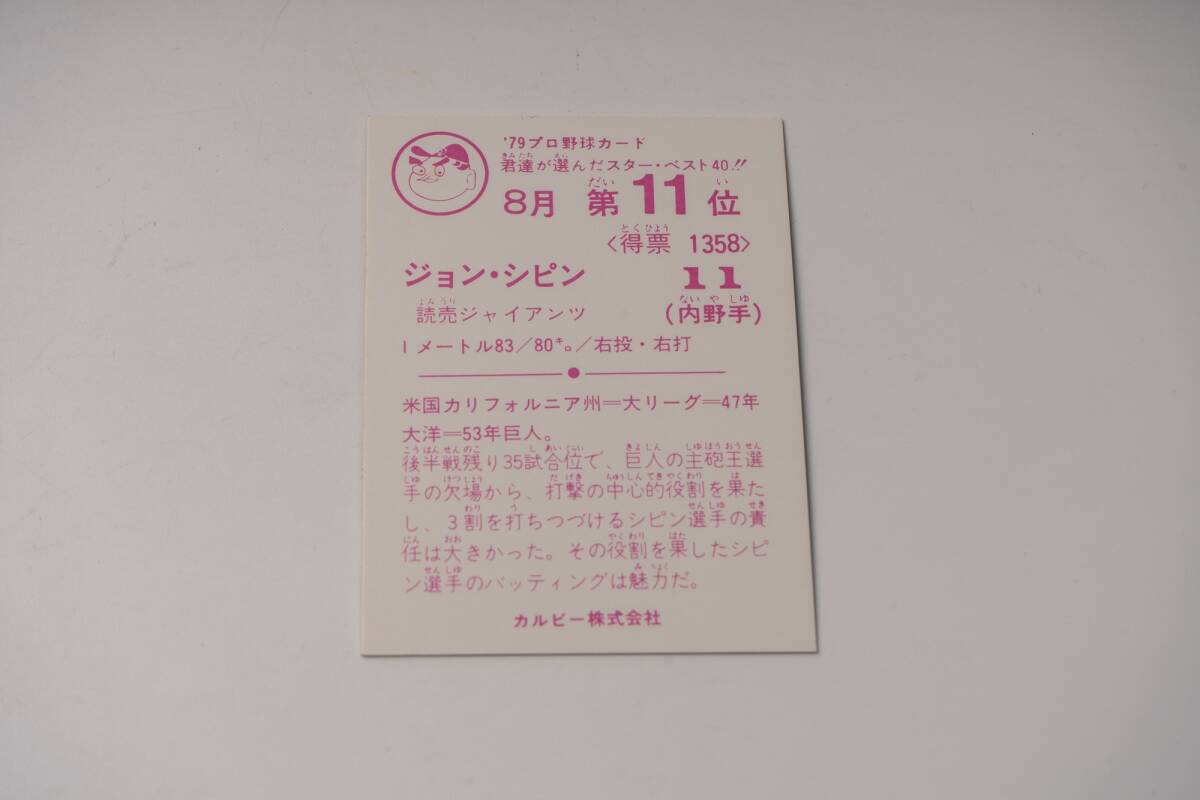 '79プロ野球カード
君達が選んだスター・ベスト40!!
8月 第11位
〈得票 1358〉
ジョン・シピン 11
読売ジャイアンツ (内野手)
1メートル83/80キロ/右投・右打
米国カリフォルニア州=大リーグ=47年
大洋=53年巨人。
後半戦残り35試合位で、巨人の主砲王選
手の欠場から、打撃の中心的役割を果た
し、3割を打ちつづけるシピン選手の責
任は大きかった。その役割を果したシピ
ン選手のバッティングは魅力だ。
カルビー株式会社